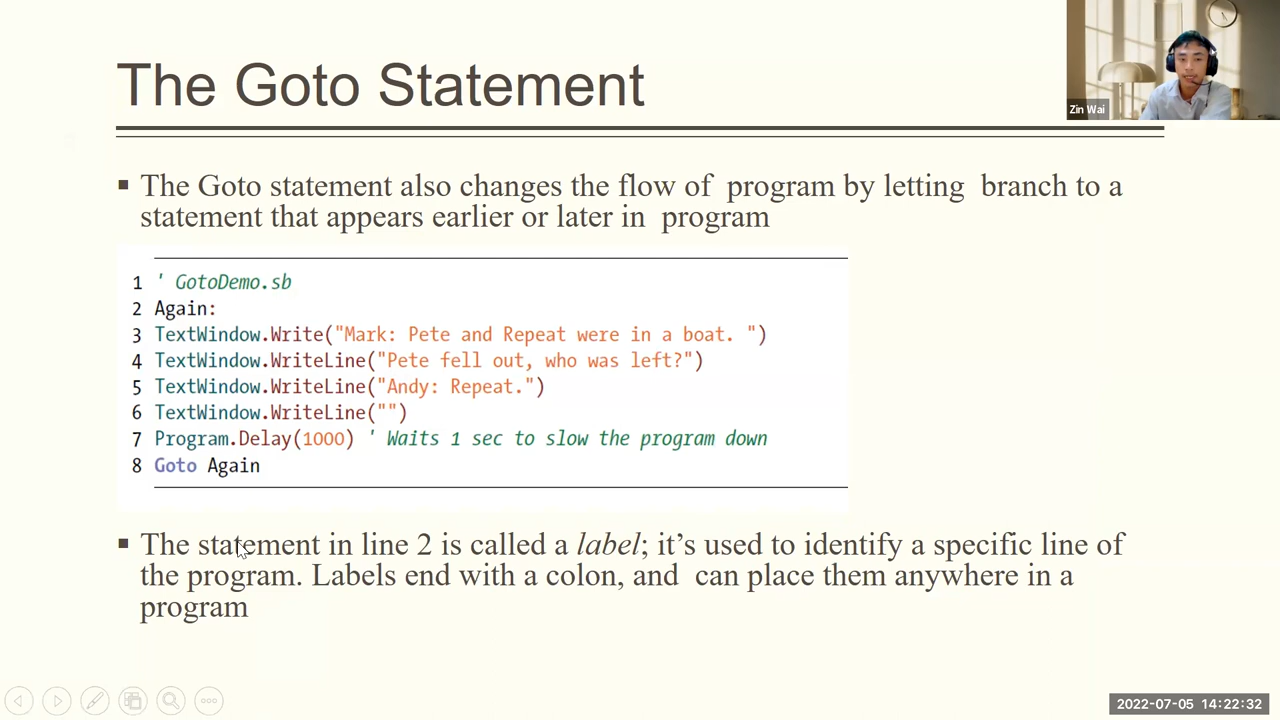 The Goto Statement
Zin Wai
▪ The Goto statement also changes the flow of program by letting branch to a
statement that appears earlier or later in program
1 ' GotoDemo.sb
2 Again:
3 TextWindow.Write("Mark: Pete and Repeat were in a boat. ")
4 TextWindow.WriteLine("Pete fell out, who was left?")
5 TextWindow.WriteLine("Andy: Repeat.")
6 TextWindow.WriteLine("")
7 Program.Delay(1000) ' Waits 1 sec to slow the program down
8 Goto Again
▪ The statement in line 2 is called a label; it's used to identify a specific line of
the program. Labels end with a colon, and can place them anywhere in a
program
2022-07-05 14:22:32